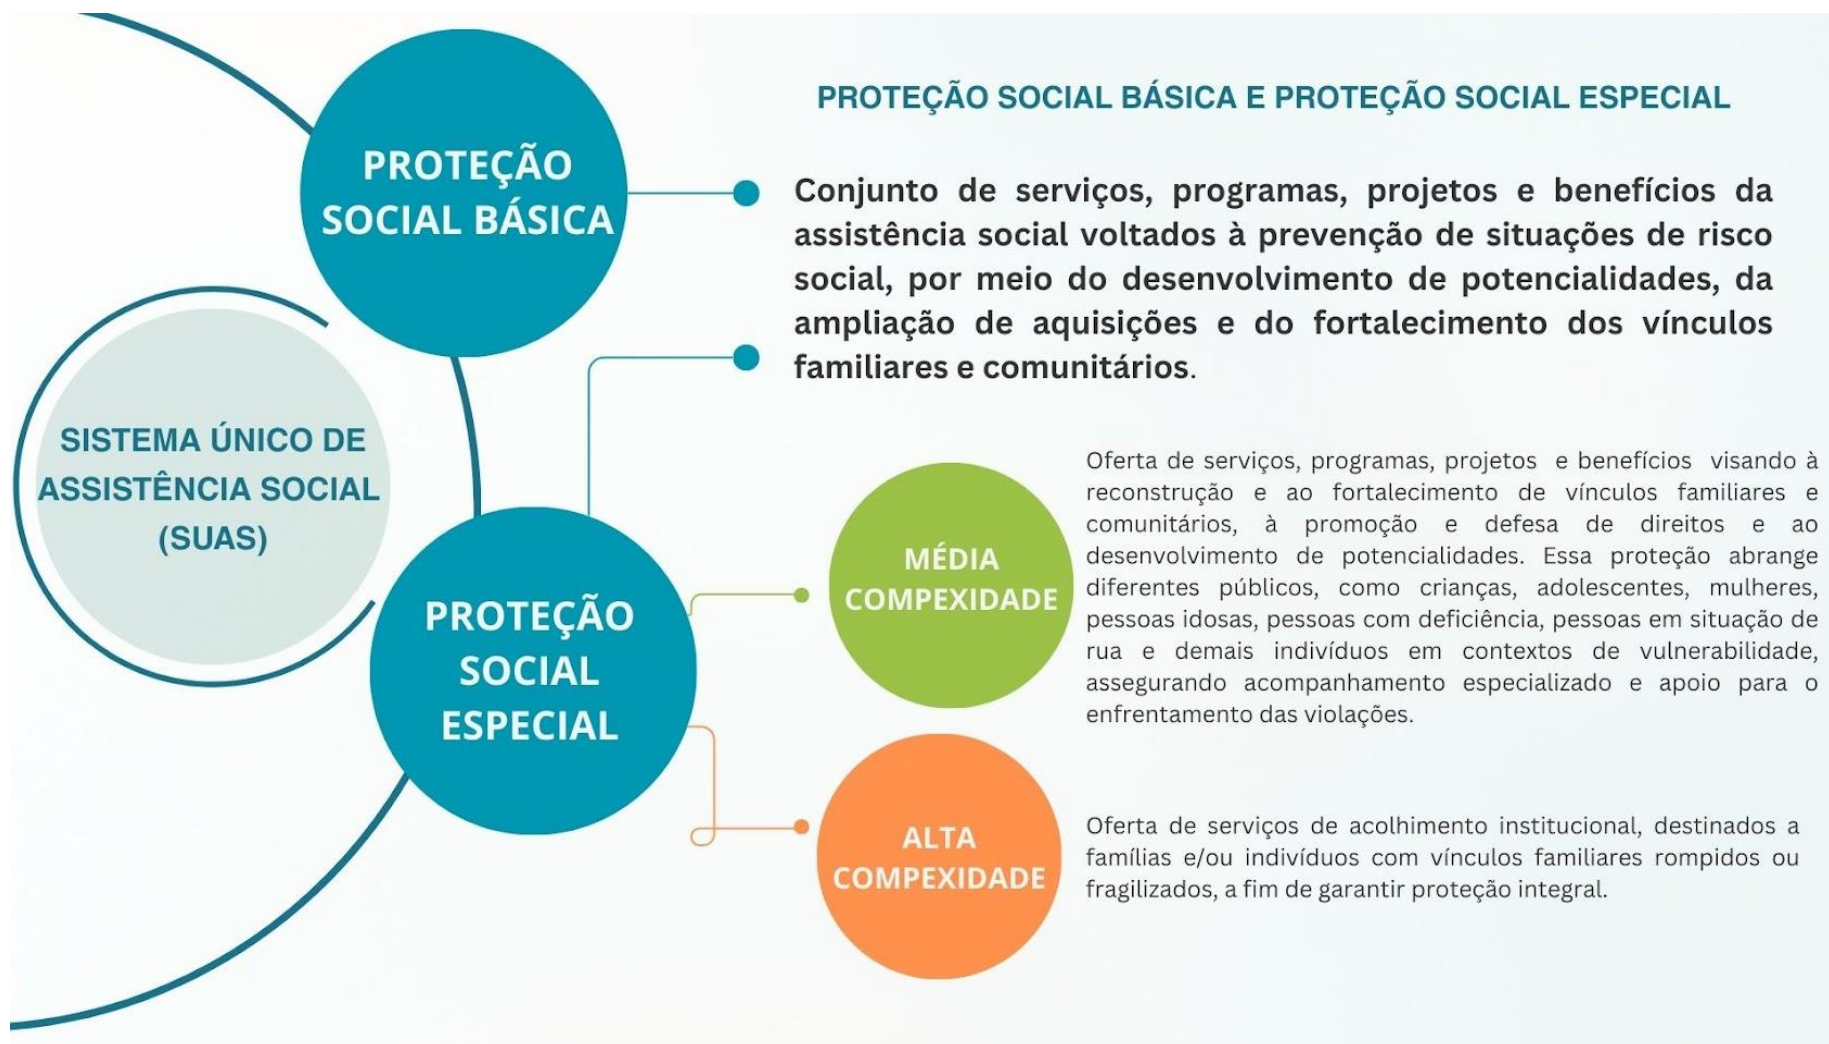 PROTEÇÃO
SOCIAL BÁSICA
PROTEÇÃO SOCIAL BÁSICA E PROTEÇÃO SOCIAL ESPECIAL
Conjunto de serviços, programas, projetos e benefícios da
assistência social voltados à prevenção de situações de risco
social, por meio do desenvolvimento de potencialidades, da
ampliação de aquisições e do fortalecimento dos vínculos
familiares e comunitários.
SISTEMA ÚNICO DE
ASSISTÊNCIA SOCIAL
(SUAS)
PROTEÇÃO
SOCIAL
ESPECIAL
MÉDIA
COMPEXIDADE
Oferta de serviços, programas, projetos e benefícios visando à
reconstrução e ao fortalecimento de vínculos familiares e
comunitários, à promoção e defesa de direitos e ao
desenvolvimento de potencialidades. Essa proteção abrange
diferentes públicos, como crianças, adolescentes, mulheres,
pessoas idosas, pessoas com deficiência, pessoas em situação de
rua e demais indivíduos em contextos de vulnerabilidade,
assegurando acompanhamento especializado e apoio para o
enfrentamento das violações.
ALTA
COMPEXIDADE
Oferta de serviços de acolhimento institucional, destinados a
famílias e/ou indivíduos com vínculos familiares rompidos ou
fragilizados, a fim de garantir proteção integral.